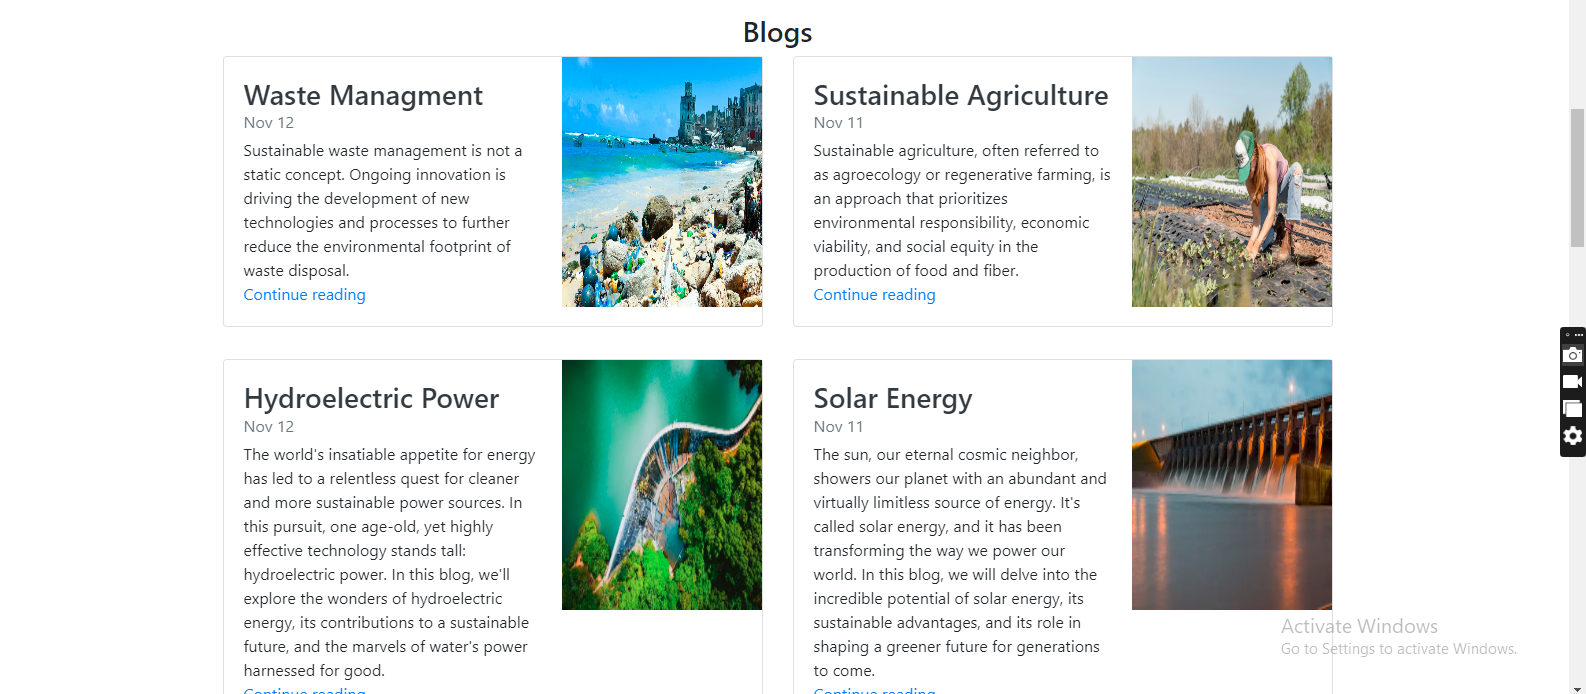 Blogs
Waste Managment
Nov 12
Sustainable waste management is not a
static concept. Ongoing innovation is
driving the development of new
technologies and processes to further
reduce the environmental footprint of
waste disposal.
Continue reading
Sustainable Agriculture
Nov 11
Sustainable agriculture, often referred to
as agroecology or regenerative farming, is
an approach that prioritizes
environmental responsibility, economic
viability, and social equity in the
production of food and fiber.
Continue reading
Hydroelectric Power
Nov 12
The world's insatiable appetite for energy
has led to a relentless quest for cleaner
and more sustainable power sources. In
this pursuit, one age-old, yet highly
effective technology stands tall:
hydroelectric power. In this blog, we'll
explore the wonders of hydroelectric
energy, its contributions to a sustainable
future, and the marvels of water's power
harnessed for good.
Continue reading
Solar Energy
Nov 11
The sun, our eternal cosmic neighbor,
showers our planet with an abundant and
virtually limitless source of energy. It's
called solar energy, and it has been
transforming the way we power our
world. In this blog, we will delve into the
incredible potential of solar energy, its
sustainable advantages, and its role in
shaping a greener future for generations
to come.
Continue reading
Activate Windows
Go to Settings to activate Windows.